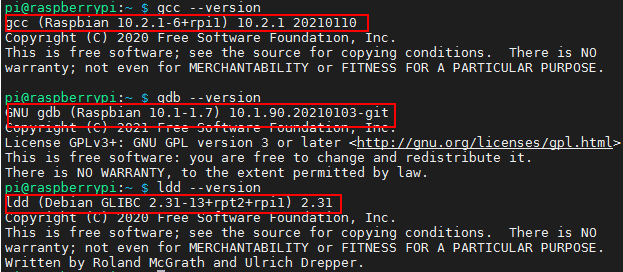 pi@raspberrypi:~ $ gcc --version
gcc (Raspbian 10.2.1-6+rpi1) 10.2.1 20210110
Copyright (C) 2020 Free Software Foundation, Inc.
This is free software; see the source for copying conditions.  There is NO
warranty; not even for MERCHANTABILITY or FITNESS FOR A PARTICULAR PURPOSE.
pi@raspberrypi:~ $ gdb --version
GNU gdb (Raspbian 10.1-1.7) 10.1.90.20210103-git
Copyright (C) 2021 Free Software Foundation, Inc.
License GPLv3+: GNU GPL version 3 or later <http://gnu.org/licenses/gpl.html>
This is free software: you are free to change and redistribute it.
There is NO WARRANTY, to the extent permitted by law.
pi@raspberrypi:~ $ ldd --version
ldd (Debian GLIBC 2.31-13+rpt2+rpi1) 2.31
Copyright (C) 2020 Free Software Foundation, Inc.
This is free software; see the source for copying conditions.  There is NO
warranty; not even for MERCHANTABILITY or FITNESS FOR A PARTICULAR PURPOSE.
Written by Roland McGrath and Ulrich Drepper.